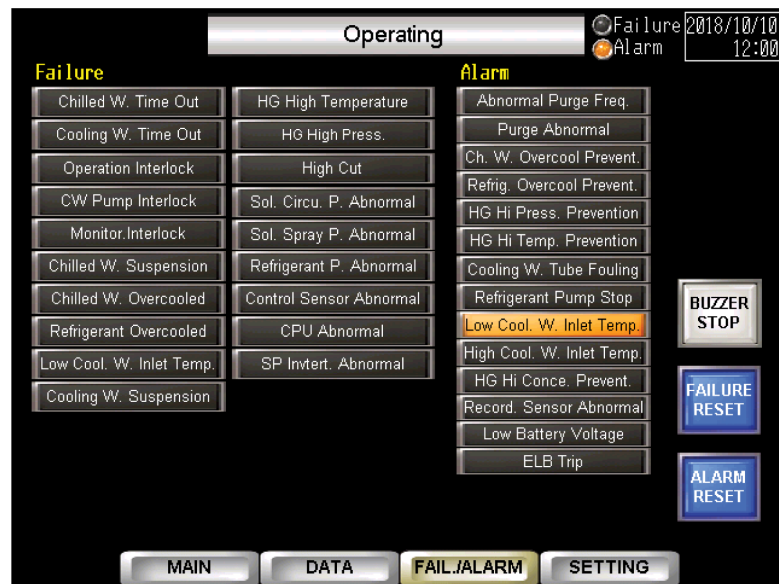 Operating
Failure 2018/10/10
Alarm 12:00
Failure
Chilled W. Time Out
Cooling W. Time Out
Operation Interlock
CW Pump Interlock
Monitor.Interlock
Chilled W. Suspension
Chilled W. Overcooled
Refrigerant Overcooled
Low Cool. W. Inlet Temp.
Cooling W. Suspension
HG High Temperature
HG High Press.
High Cut
Sol. Circu. P. Abnormal
Sol. Spray P. Abnormal
Refrigerant P. Abnormal
Control Sensor Abnormal
CPU Abnormal
SP Invtert. Abnormal
Alarm
Abnormal Purge Freq.
Purge Abnormal
Ch. W. Overcool Prevent.
Refrig. Overcool Prevent.
HG Hi Press. Prevention
HG Hi Temp. Prevention
Cooling W. Tube Fouling
Refrigerant Pump Stop
Low Cool. W. Inlet Temp.
High Cool. W. Inlet Temp.
HG Hi Conce. Prevent.
Record. Sensor Abnormal
Low Battery Voltage
ELB Trip
BUZZER
STOP
FAILURE
RESET
ALARM
RESET
MAIN
DATA
FAIL./ALARM
SETTING